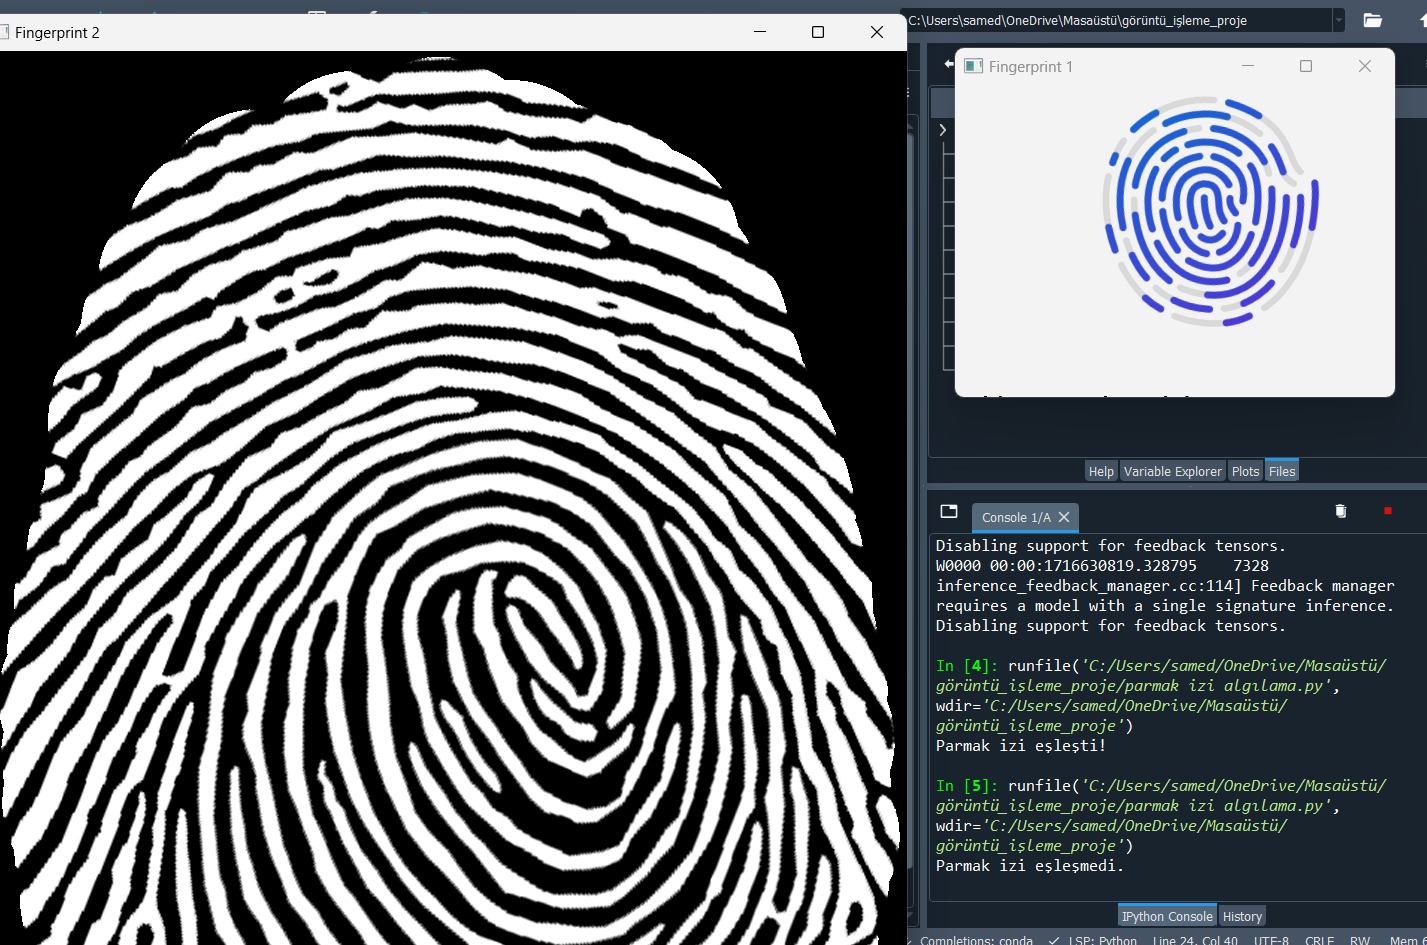 C:\Users\samed\OneDrive\Masaüstü\görüntü_işleme_proje
Fingerprint 2
Fingerprint 1
Help Variable Explorer Plots Files
Console 1/A
Disabling support for feedback tensors.
W0000 00:00:1716630819.328795    7328
inference_feedback_manager.cc:114] Feedback manager
requires a model with a single signature inference.
Disabling support for feedback tensors.
In [4]: runfile('C:/Users/samed/OneDrive/Masaüstü/
görüntü_işleme_proje/parmak izi algılama.py',
wdir='C:/Users/samed/OneDrive/Masaüstü/
görüntü_işleme_proje')
Parmak izi eşleşti!
In [5]: runfile('C:/Users/samed/OneDrive/Masaüstü/
görüntü_işleme_proje/parmak izi algılama.py',
wdir='C:/Users/samed/OneDrive/Masaüstü/
görüntü_işleme_proje')
Parmak izi eşleşmedi.
IPython Console History
Completions: conda LSP: Python Line 24, Col 40 UTF-8 CRLF RW Mem